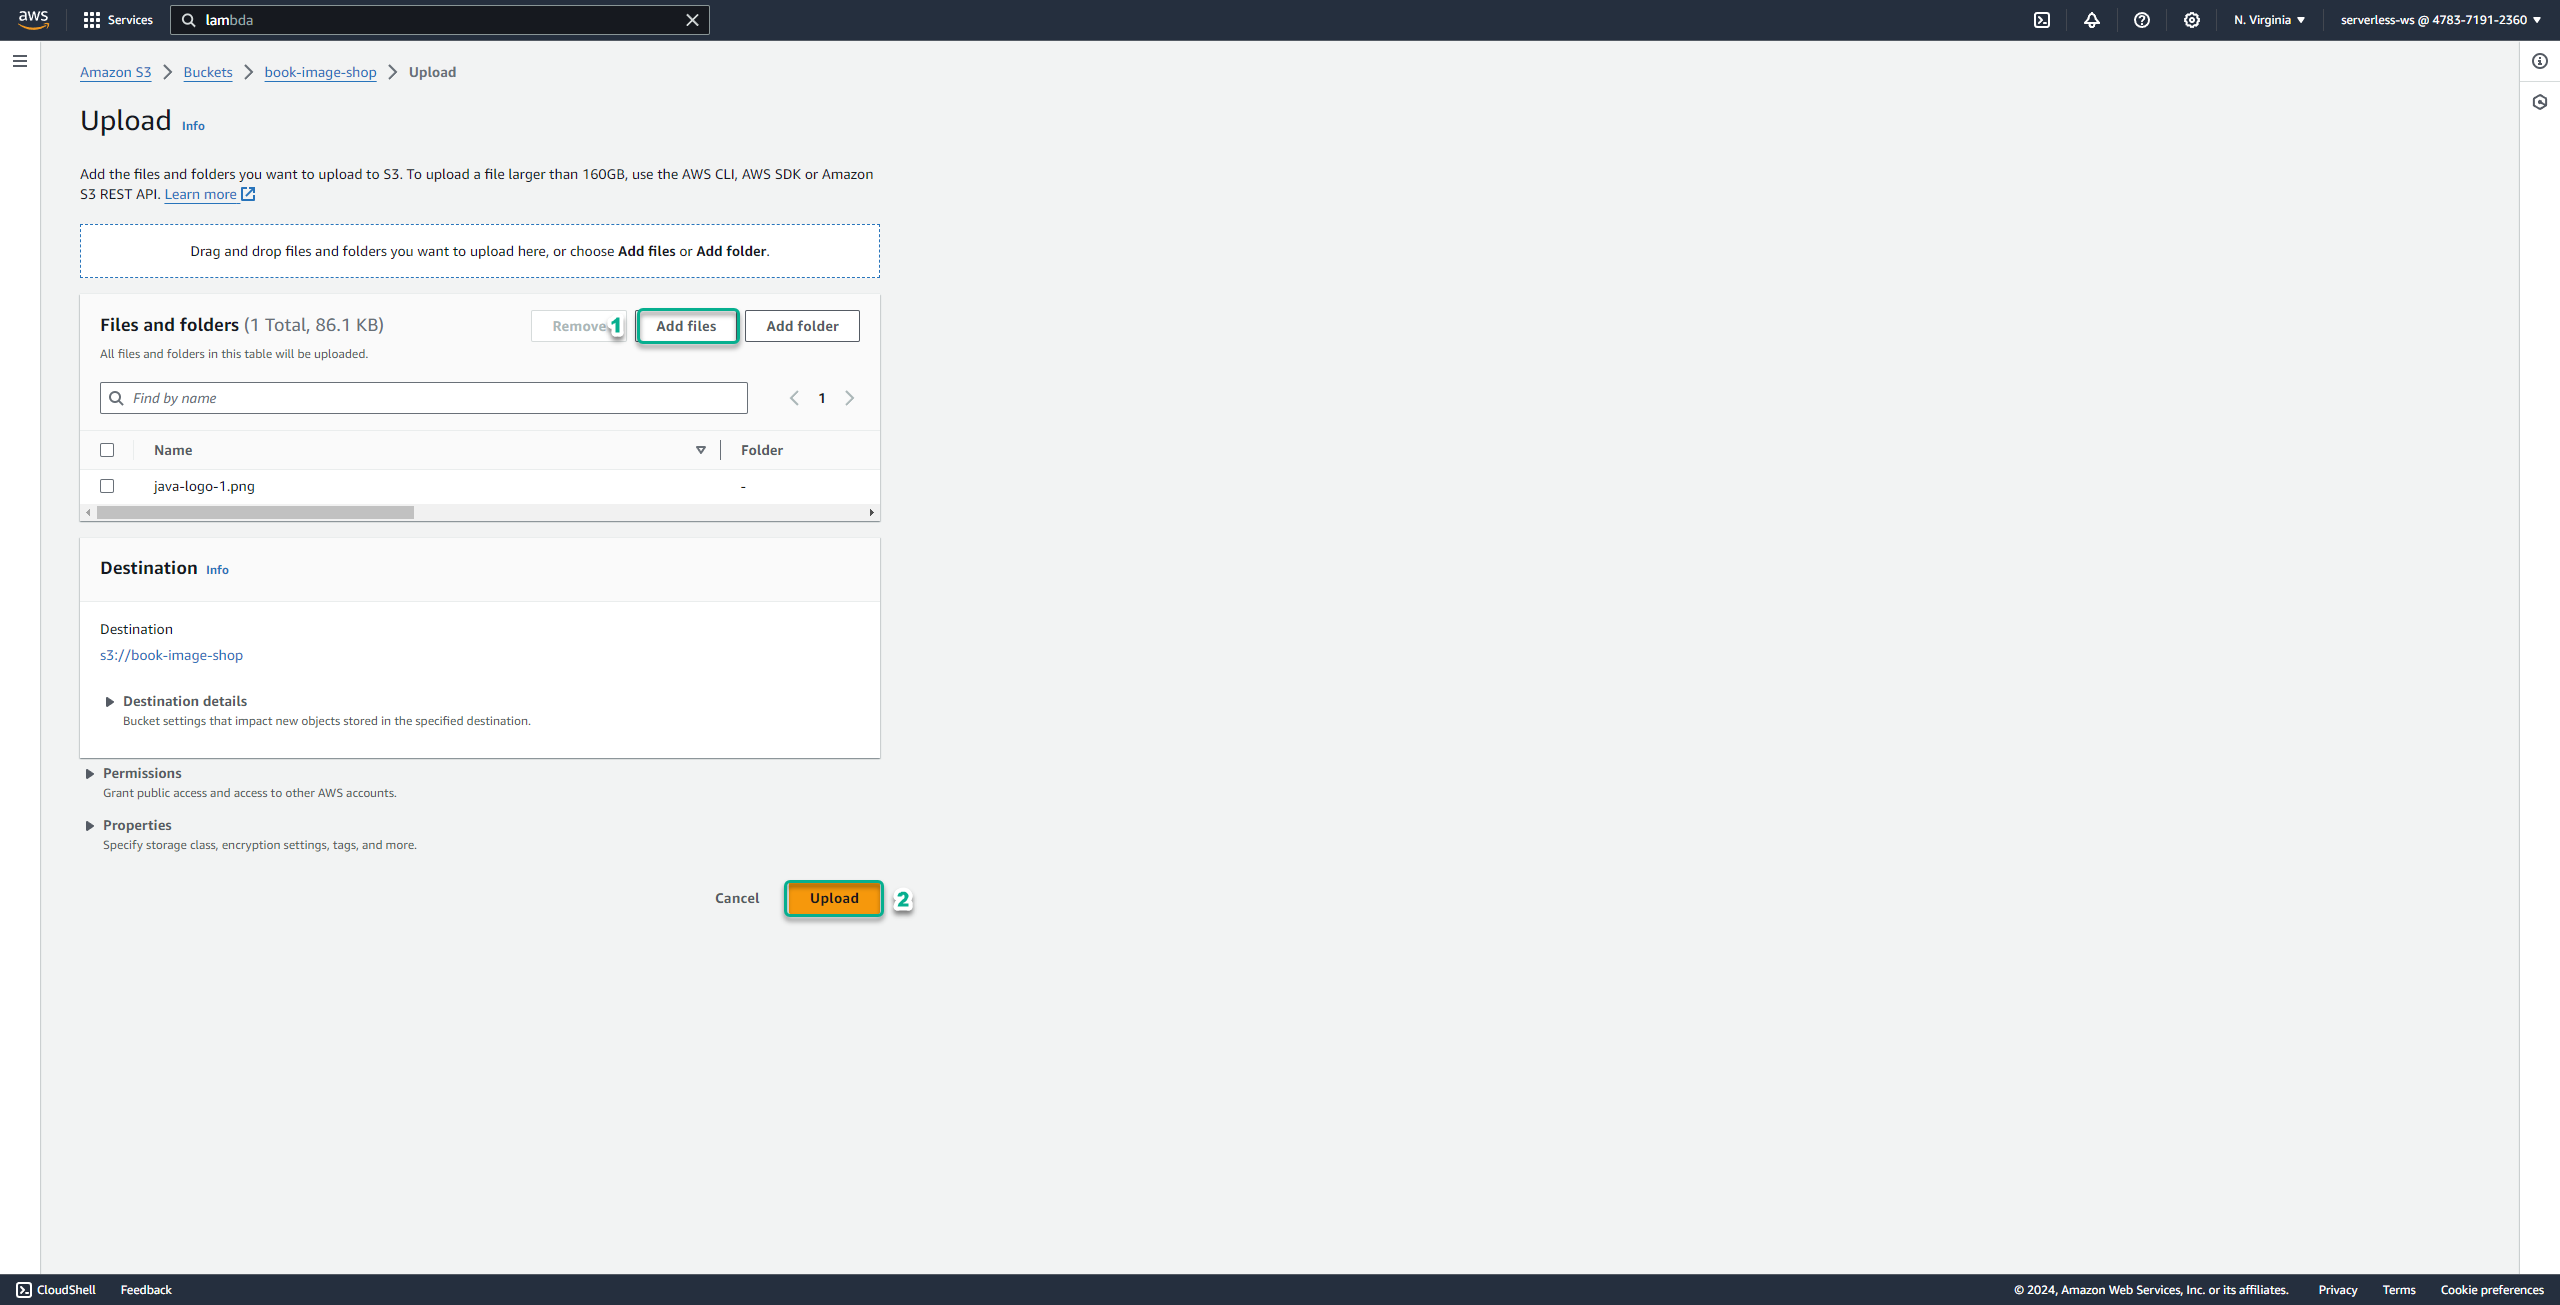 aws Services lambda N. Virginia serverless-ws @ 4783-7191-2360
Amazon S3 Buckets book-image-shop Upload
Upload Info
Add the files and folders you want to upload to S3. To upload a file larger than 160GB, use the AWS CLI, AWS SDK or Amazon
S3 REST API. Learn more
Drag and drop files and folders you want to upload here, or choose Add files or Add folder.
Files and folders (1 Total, 86.1 KB) Remove 1 Add files Add folder
All files and folders in this table will be uploaded.
Find by name 1
Name Folder
java-logo-1.png -
Destination Info
Destination
s3://book-image-shop
Destination details
Bucket settings that impact new objects stored in the specified destination.
Permissions
Grant public access and access to other AWS accounts.
Properties
Specify storage class, encryption settings, tags, and more.
Cancel Upload 2
CloudShell Feedback © 2024, Amazon Web Services, Inc. or its affiliates. Privacy Terms Cookie preferences